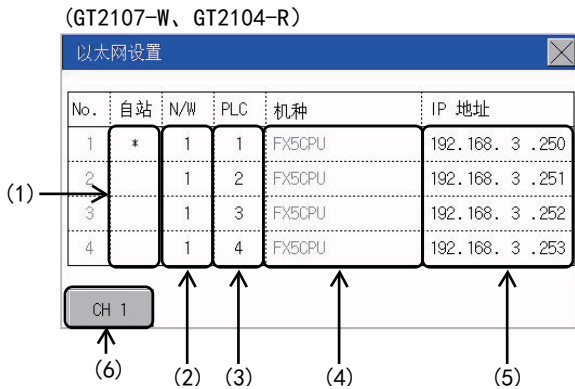 (GT2107-W、GT2104-R)
以太网设置
No. 自站 N/W PLC 机种 IP 地址
1 * 1 1 FX5CPU 192.168. 3 .250
2 1 2 FX5CPU 192.168. 3 .251
3 1 3 FX5CPU 192.168. 3 .252
4 1 4 FX5CPU 192.168. 3 .253
(1)
CH 1
(6) (2) (3) (4) (5)